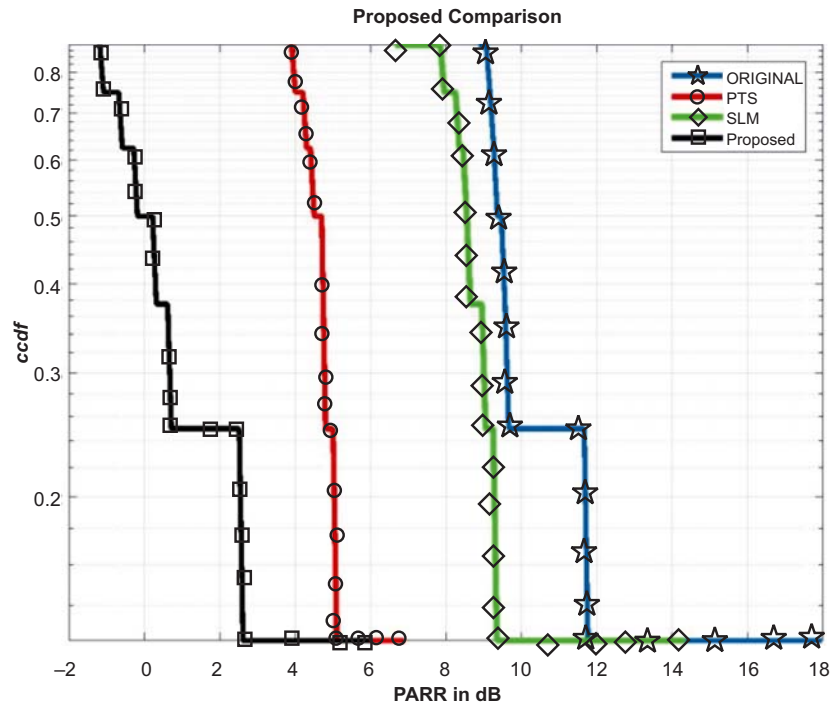 Proposed Comparison
ORIGINAL
PTS
SLM
Proposed
ccdf
0.8
0.7
0.6
0.5
0.4
0.3
0.2
–2 0 2 4 6 8 10 12 14 16 18
PARR in dB